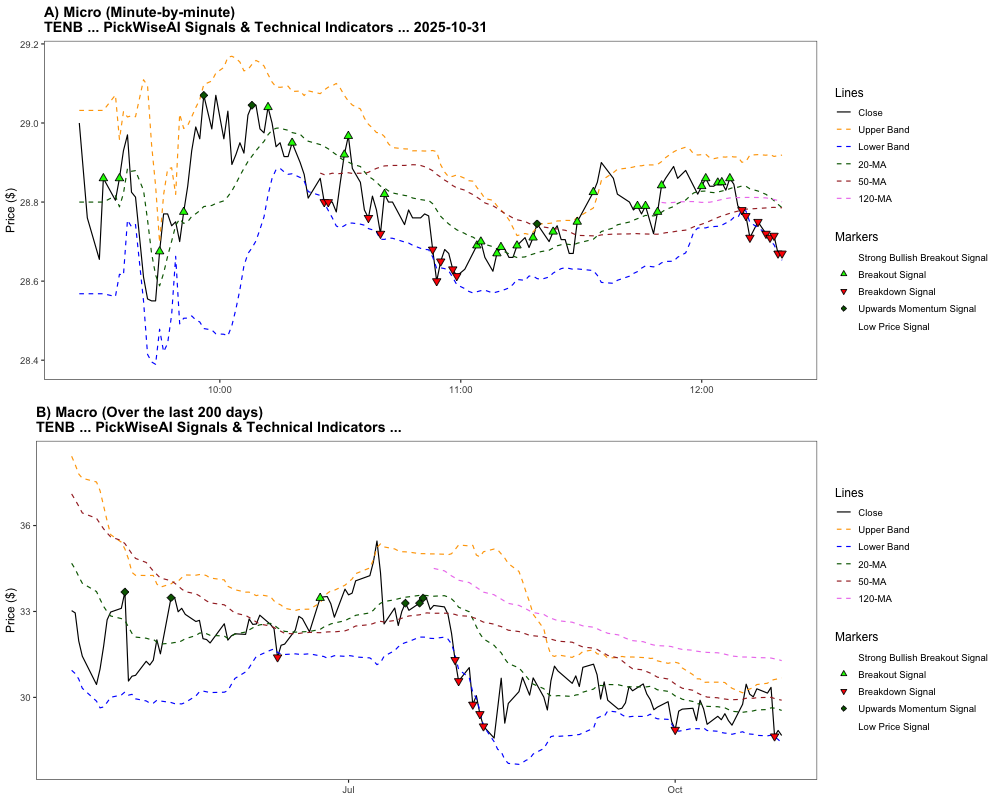 A) Micro (Minute-by-minute)
TENB ... PickWiseAI Signals & Technical Indicators ... 2025-10-31
Price ($)
29.2
29.0
28.8
28.6
28.4
10:00
11:00
12:00
Lines
Close
Upper Band
Lower Band
20-MA
50-MA
120-MA
Markers
Strong Bullish Breakout Signal
Breakout Signal
Breakdown Signal
Upwards Momentum Signal
Low Price Signal
B) Macro (Over the last 200 days)
TENB ... PickWiseAI Signals & Technical Indicators ...
Price ($)
36
33
30
Jul
Oct
Lines
Close
Upper Band
Lower Band
20-MA
50-MA
120-MA
Markers
Strong Bullish Breakout Signal
Breakout Signal
Breakdown Signal
Upwards Momentum Signal
Low Price Signal